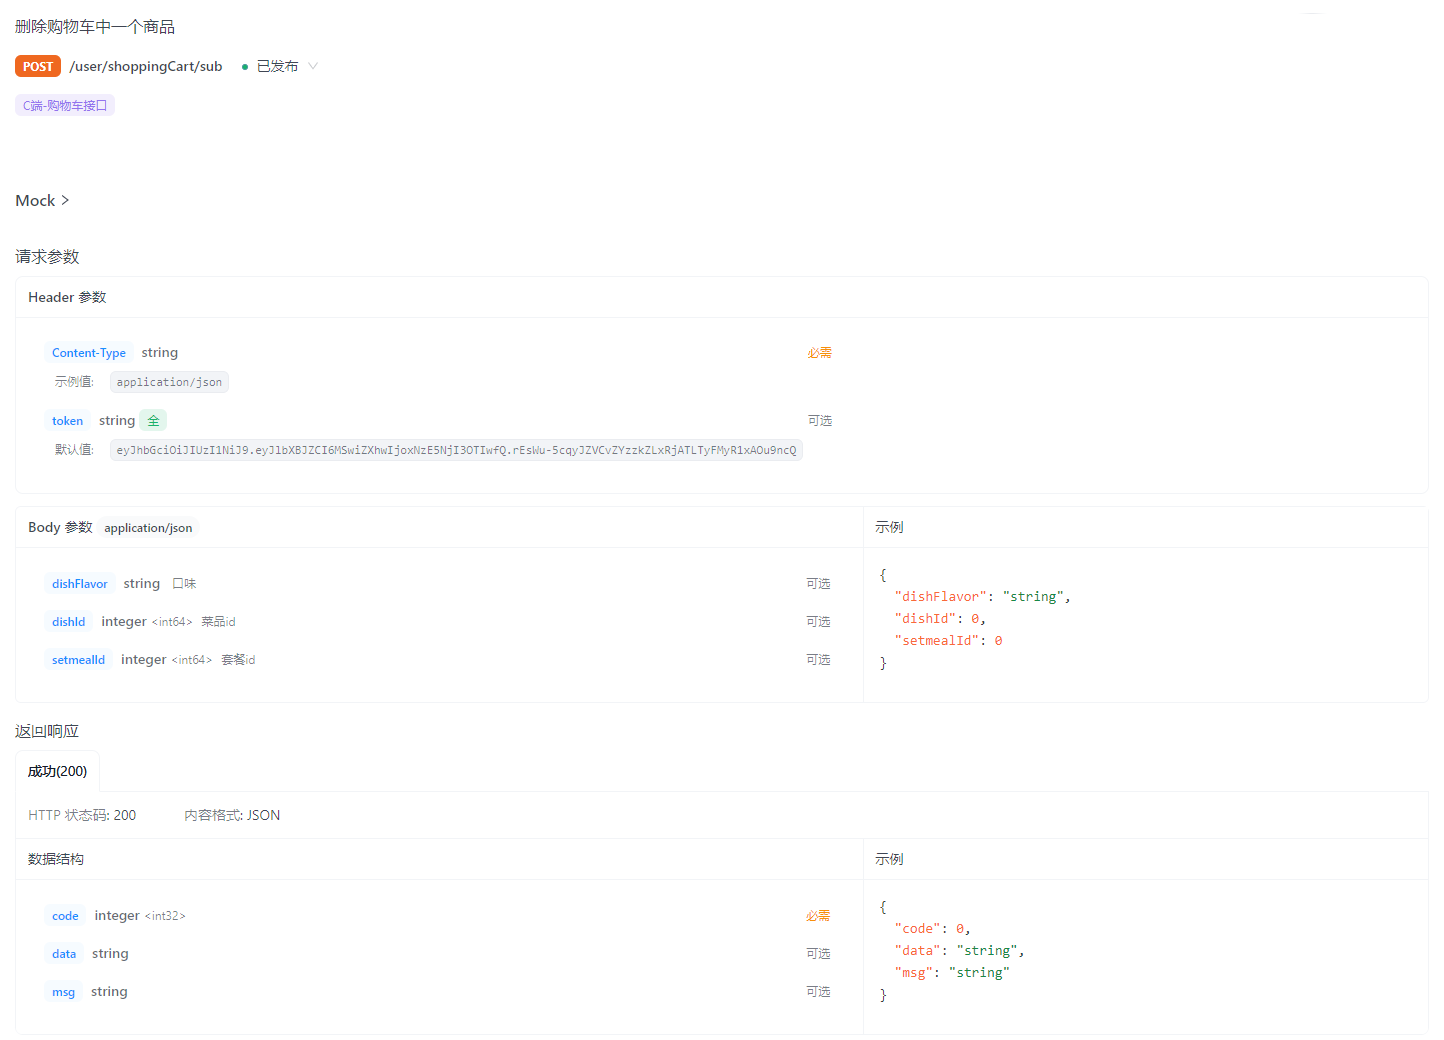 删除购物车中一个商品
POST /user/shoppingCart/sub 已发布
C端-购物车接口
Mock
请求参数
Header 参数
Content-Type string 必需
示例值: application/json
token string 全 可选
默认值: eyJhbGciOiJIUzI1NiJ9.eyJlbXBJZCI6MSwiZXhwIjoxNzE5NjI3OTIwfQ.rEsWu-5cqyJZVCvZYzzkZLxRjATLTyFMyR1xAOu9ncQ
Body 参数 application/json 示例
dishFlavor string 口味 可选
dishId integer <int64> 菜品id 可选
setmealId integer <int64> 套餐id 可选
{
"dishFlavor": "string",
"dishId": 0,
"setmealId": 0
}
返回响应
成功(200)
HTTP 状态码: 200 内容格式: JSON
数据结构 示例
code integer <int32> 必需
data string 可选
msg string 可选
{
"code": 0,
"data": "string",
"msg": "string"
}